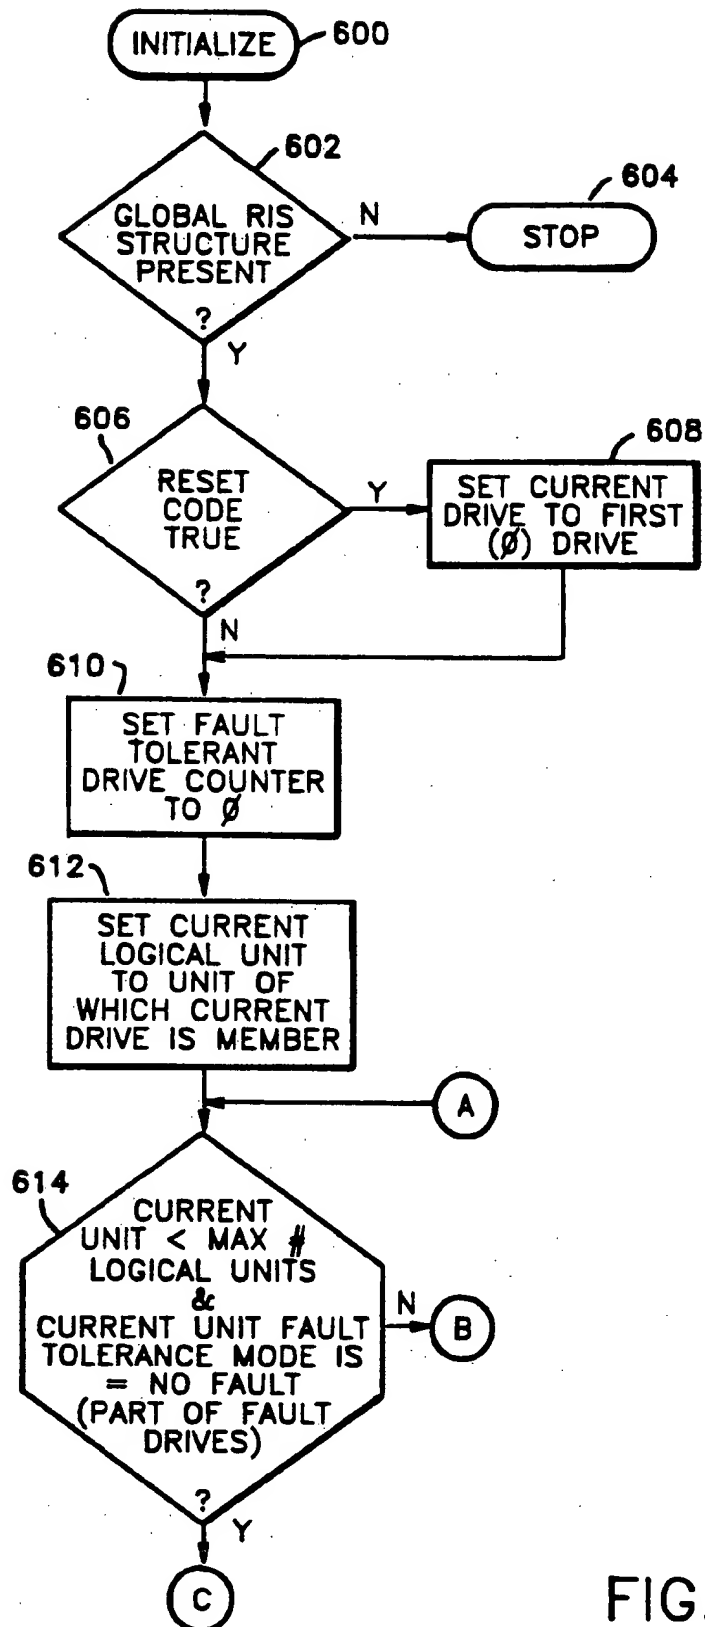 INITIALIZE
600
602
GLOBAL RIS
STRUCTURE
PRESENT
?
N
604
STOP
Y
606
RESET
CODE
TRUE
?
Y
608
SET CURRENT
DRIVE TO FIRST
(Ø) DRIVE
N
610
SET FAULT
TOLERANT
DRIVE COUNTER
TO Ø
612
SET CURRENT
LOGICAL UNIT
TO UNIT OF
WHICH CURRENT
DRIVE IS MEMBER
A
614
CURRENT
UNIT < MAX #
LOGICAL UNITS
&
CURRENT UNIT FAULT
TOLERANCE MODE IS
= NO FAULT
(PART OF FAULT
DRIVES)
?
N
B
Y
C
FIG.